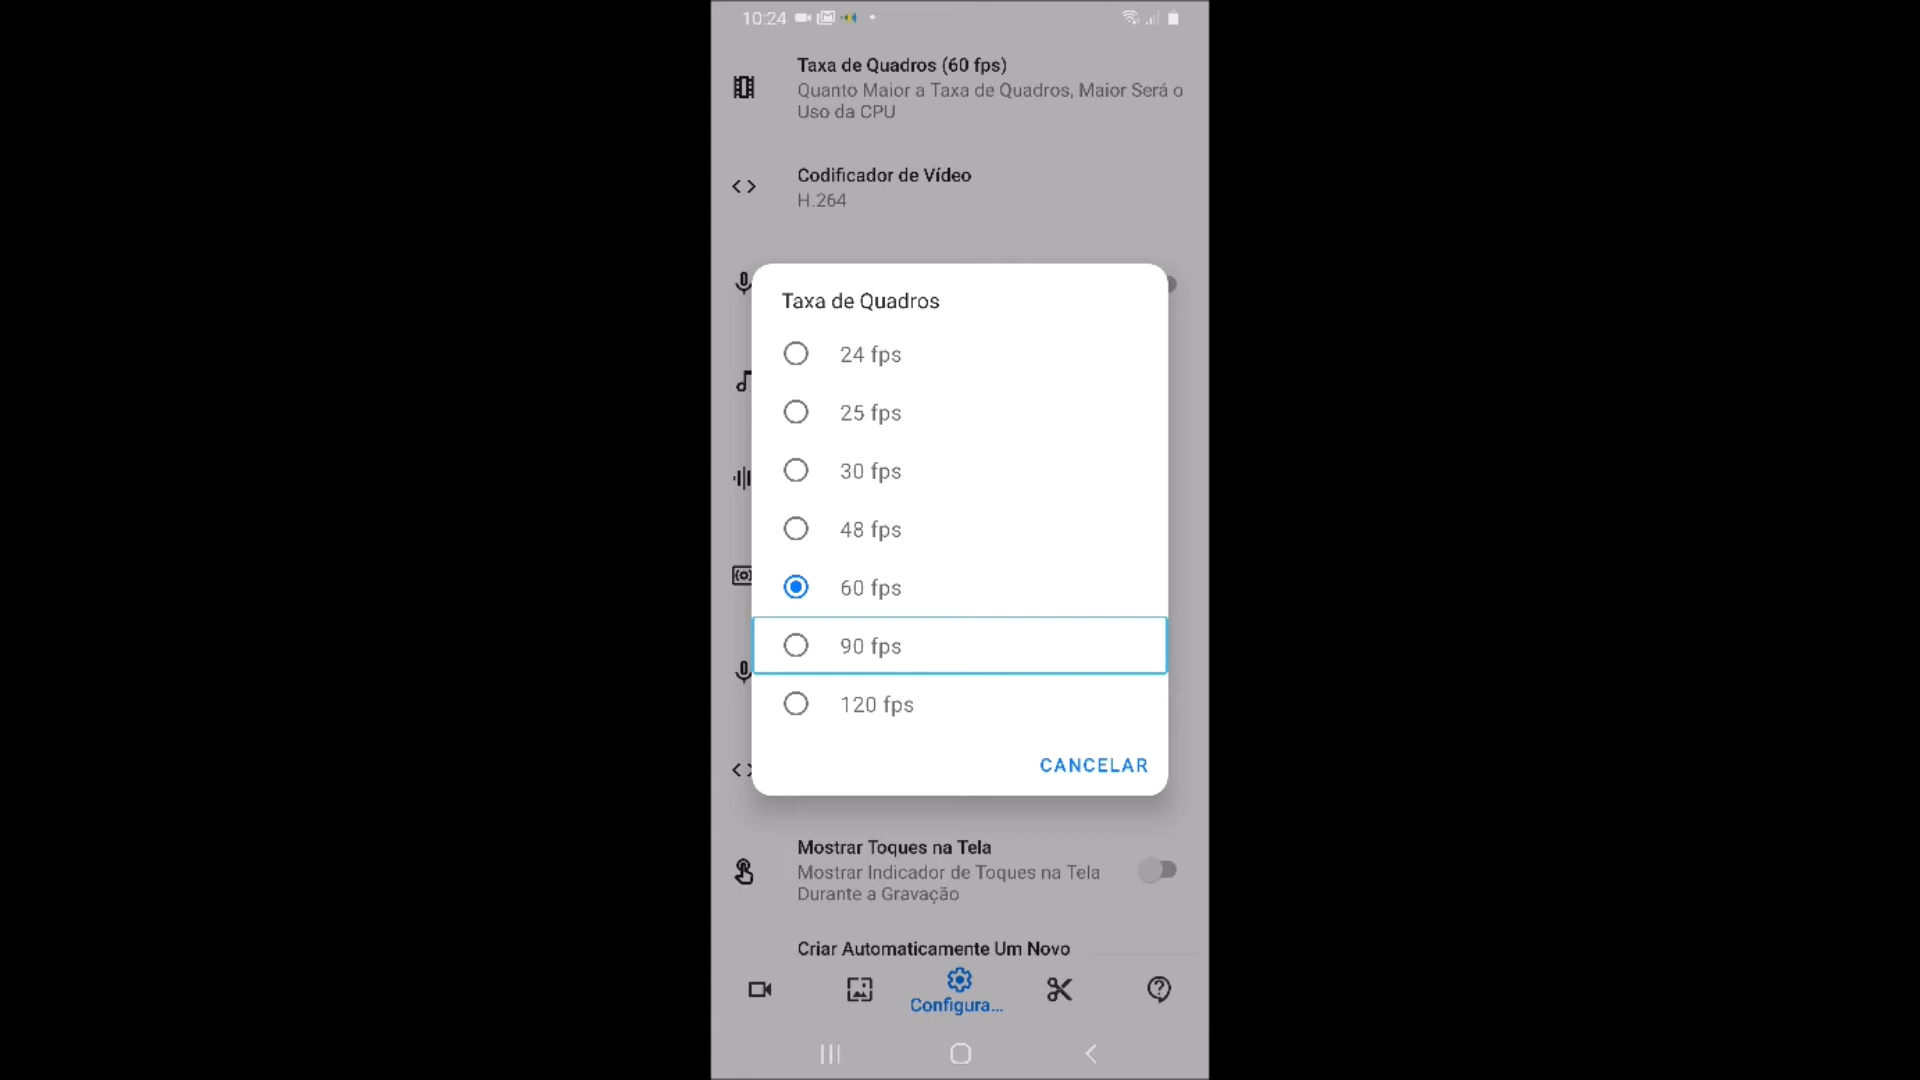 10:24
Taxa de Quadros (60 fps)
Quanto Maior a Taxa de Quadros, Maior Será o
Uso da CPU
Codificador de Vídeo
H.264
Taxa de Quadros
24 fps
25 fps
30 fps
48 fps
60 fps
90 fps
120 fps
CANCELAR
Mostrar Toques na Tela
Mostrar Indicador de Toques na Tela
Durante a Gravação
Criar Automaticamente Um Novo
Configura...